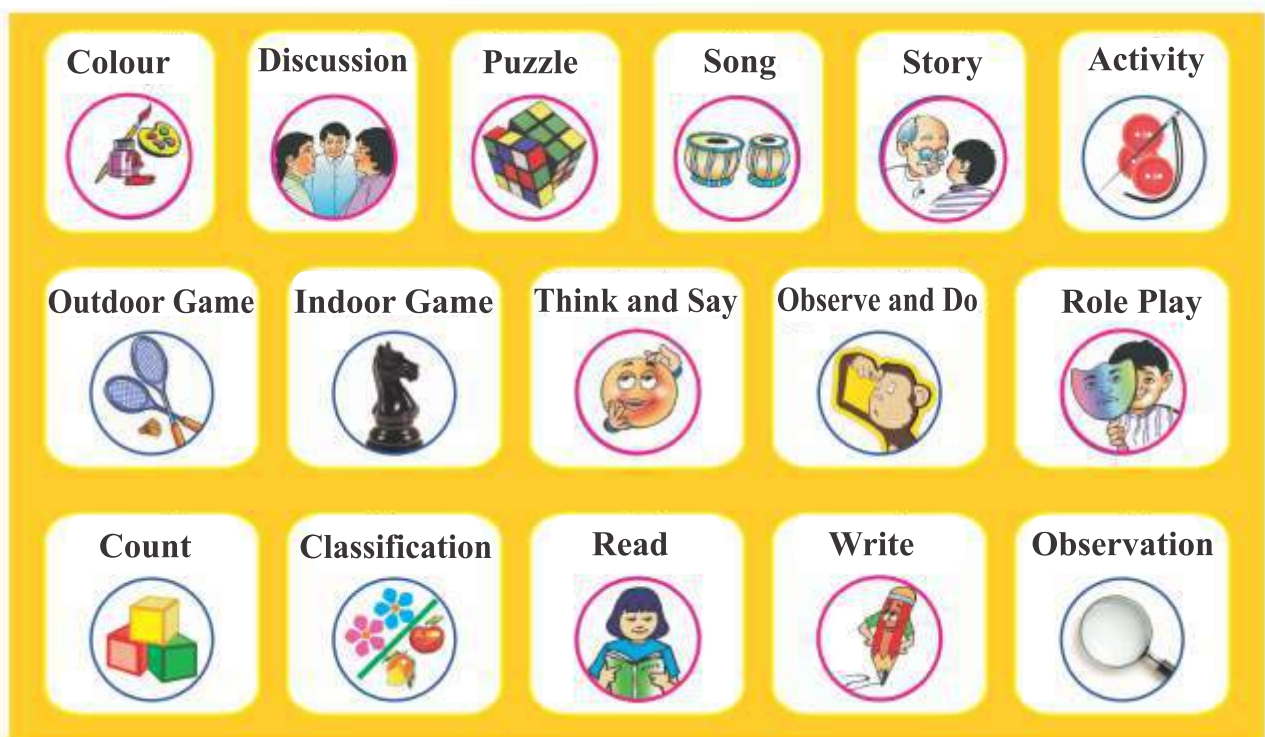 Colour
Discussion
Puzzle
Song
Story
Activity
Outdoor Game
Indoor Game
Think and Say
Observe and Do
Role Play
Count
Classification
Read
Write
Observation